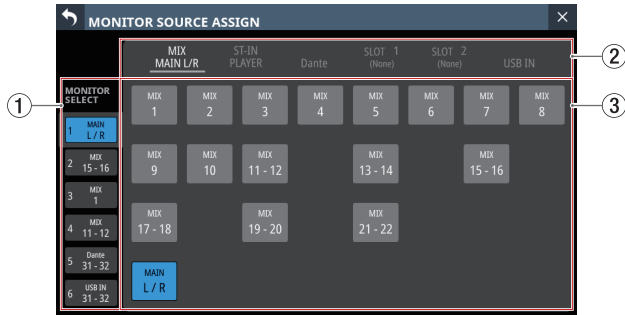 MONITOR SOURCE ASSIGN
MIX
MAIN L/R
ST-IN
PLAYER
Dante
SLOT 1
(None)
SLOT 2
(None)
USB IN
2
1
3
MONITOR
SELECT
1 MAIN
L / R
2 MIX
15 - 16
3 MIX
1
4 MIX
11 - 12
5 Dante
31 - 32
6 USB IN
31 - 32
MIX
1
MIX
2
MIX
3
MIX
4
MIX
5
MIX
6
MIX
7
MIX
8
MIX
9
MIX
10
MIX
11 - 12
MIX
13 - 14
MIX
15 - 16
MIX
17 - 18
MIX
19 - 20
MIX
21 - 22
MAIN
L / R